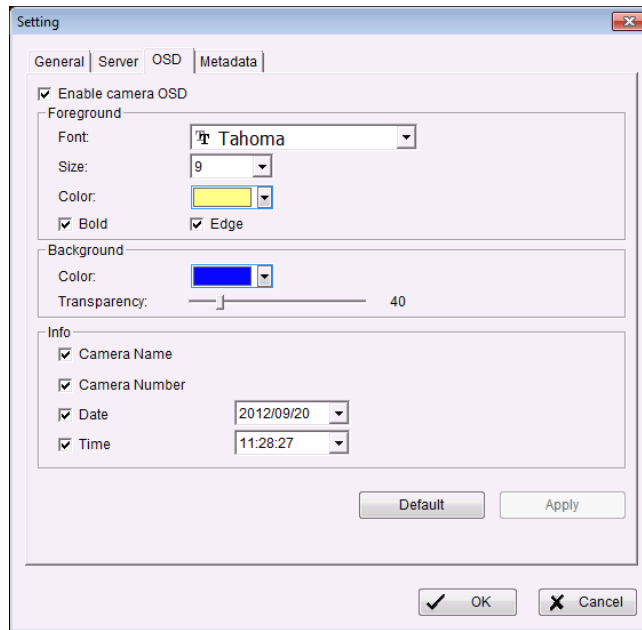 Setting
General Server OSD Metadata
Enable camera OSD
Foreground
Font: Tahoma
Size: 9
Color:
Bold Edge
Background
Color:
Transparency: 40
Info
Camera Name
Camera Number
Date 2012/09/20
Time 11:28:27
Default Apply
OK Cancel